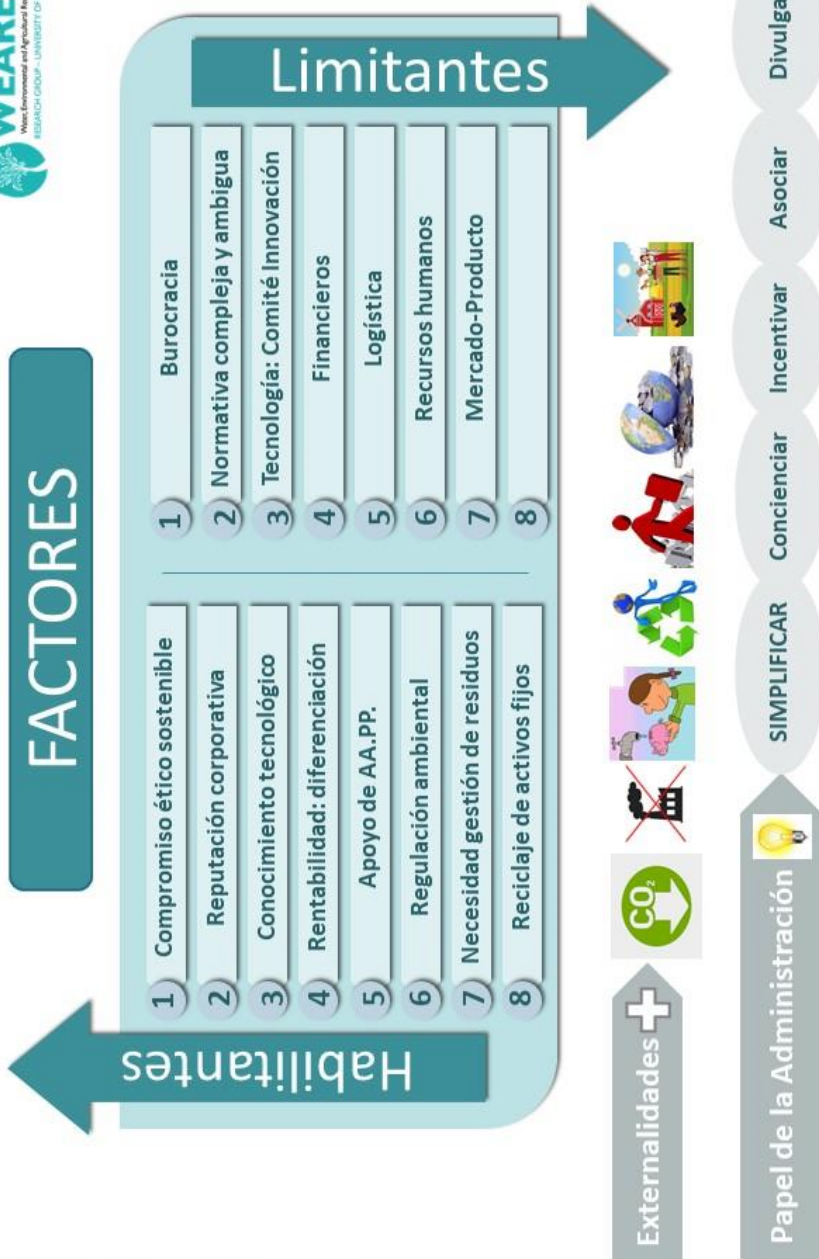 WEARE
Water, Environmental and Agricultural Re
RESEARCH GROUP – UNIVERSITY OF
FACTORES
Habilitantes
1 Compromiso ético sostenible
2 Reputación corporativa
3 Conocimiento tecnológico
4 Rentabilidad: diferenciación
5 Apoyo de AA.PP.
6 Regulación ambiental
7 Necesidad gestión de residuos
8 Reciclaje de activos fijos
Limitantes
1 Burocracia
2 Normativa compleja y ambigua
3 Tecnología: Comité Innovación
4 Financieros
5 Logística
6 Recursos humanos
7 Mercado-Producto
8
Externalidades +
CO2
Papel de la Administración
SIMPLIFICAR
Concienciar
Incentivar
Asociar
Divulga